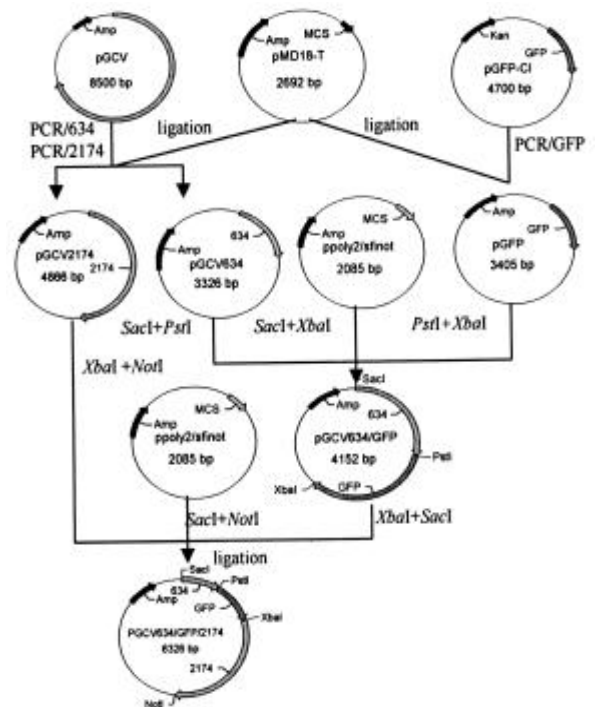 Amp
pGCV
8500 bp
MCS
Amp
pMD18-T
2692 bp
Kan
GFP
pGFP-CI
4700 bp
PCR/634
PCR/2174
ligation
ligation
PCR/GFP
Amp
pGCV2174
4866 bp
2174
634
Amp
pGCV634
3326 bp
MCS
Amp
ppoly2/sfinot
2085 bp
Amp
GFP
pGFP
3405 bp
SacI+PstI
SacI+XbaI
PstI+XbaI
XbaI+NotI
SacI
MCS
Amp
ppoly2/sfinot
2085 bp
Amp
634
pGCV634/GFP
4152 bp
PstI
XbaI
GFP
SacI+NotI
XbaI+SacI
ligation
SacI
PstI
634
Amp
GFP
XbaI
PGCV634/GFP/2174
6326 bp
2174
NotI